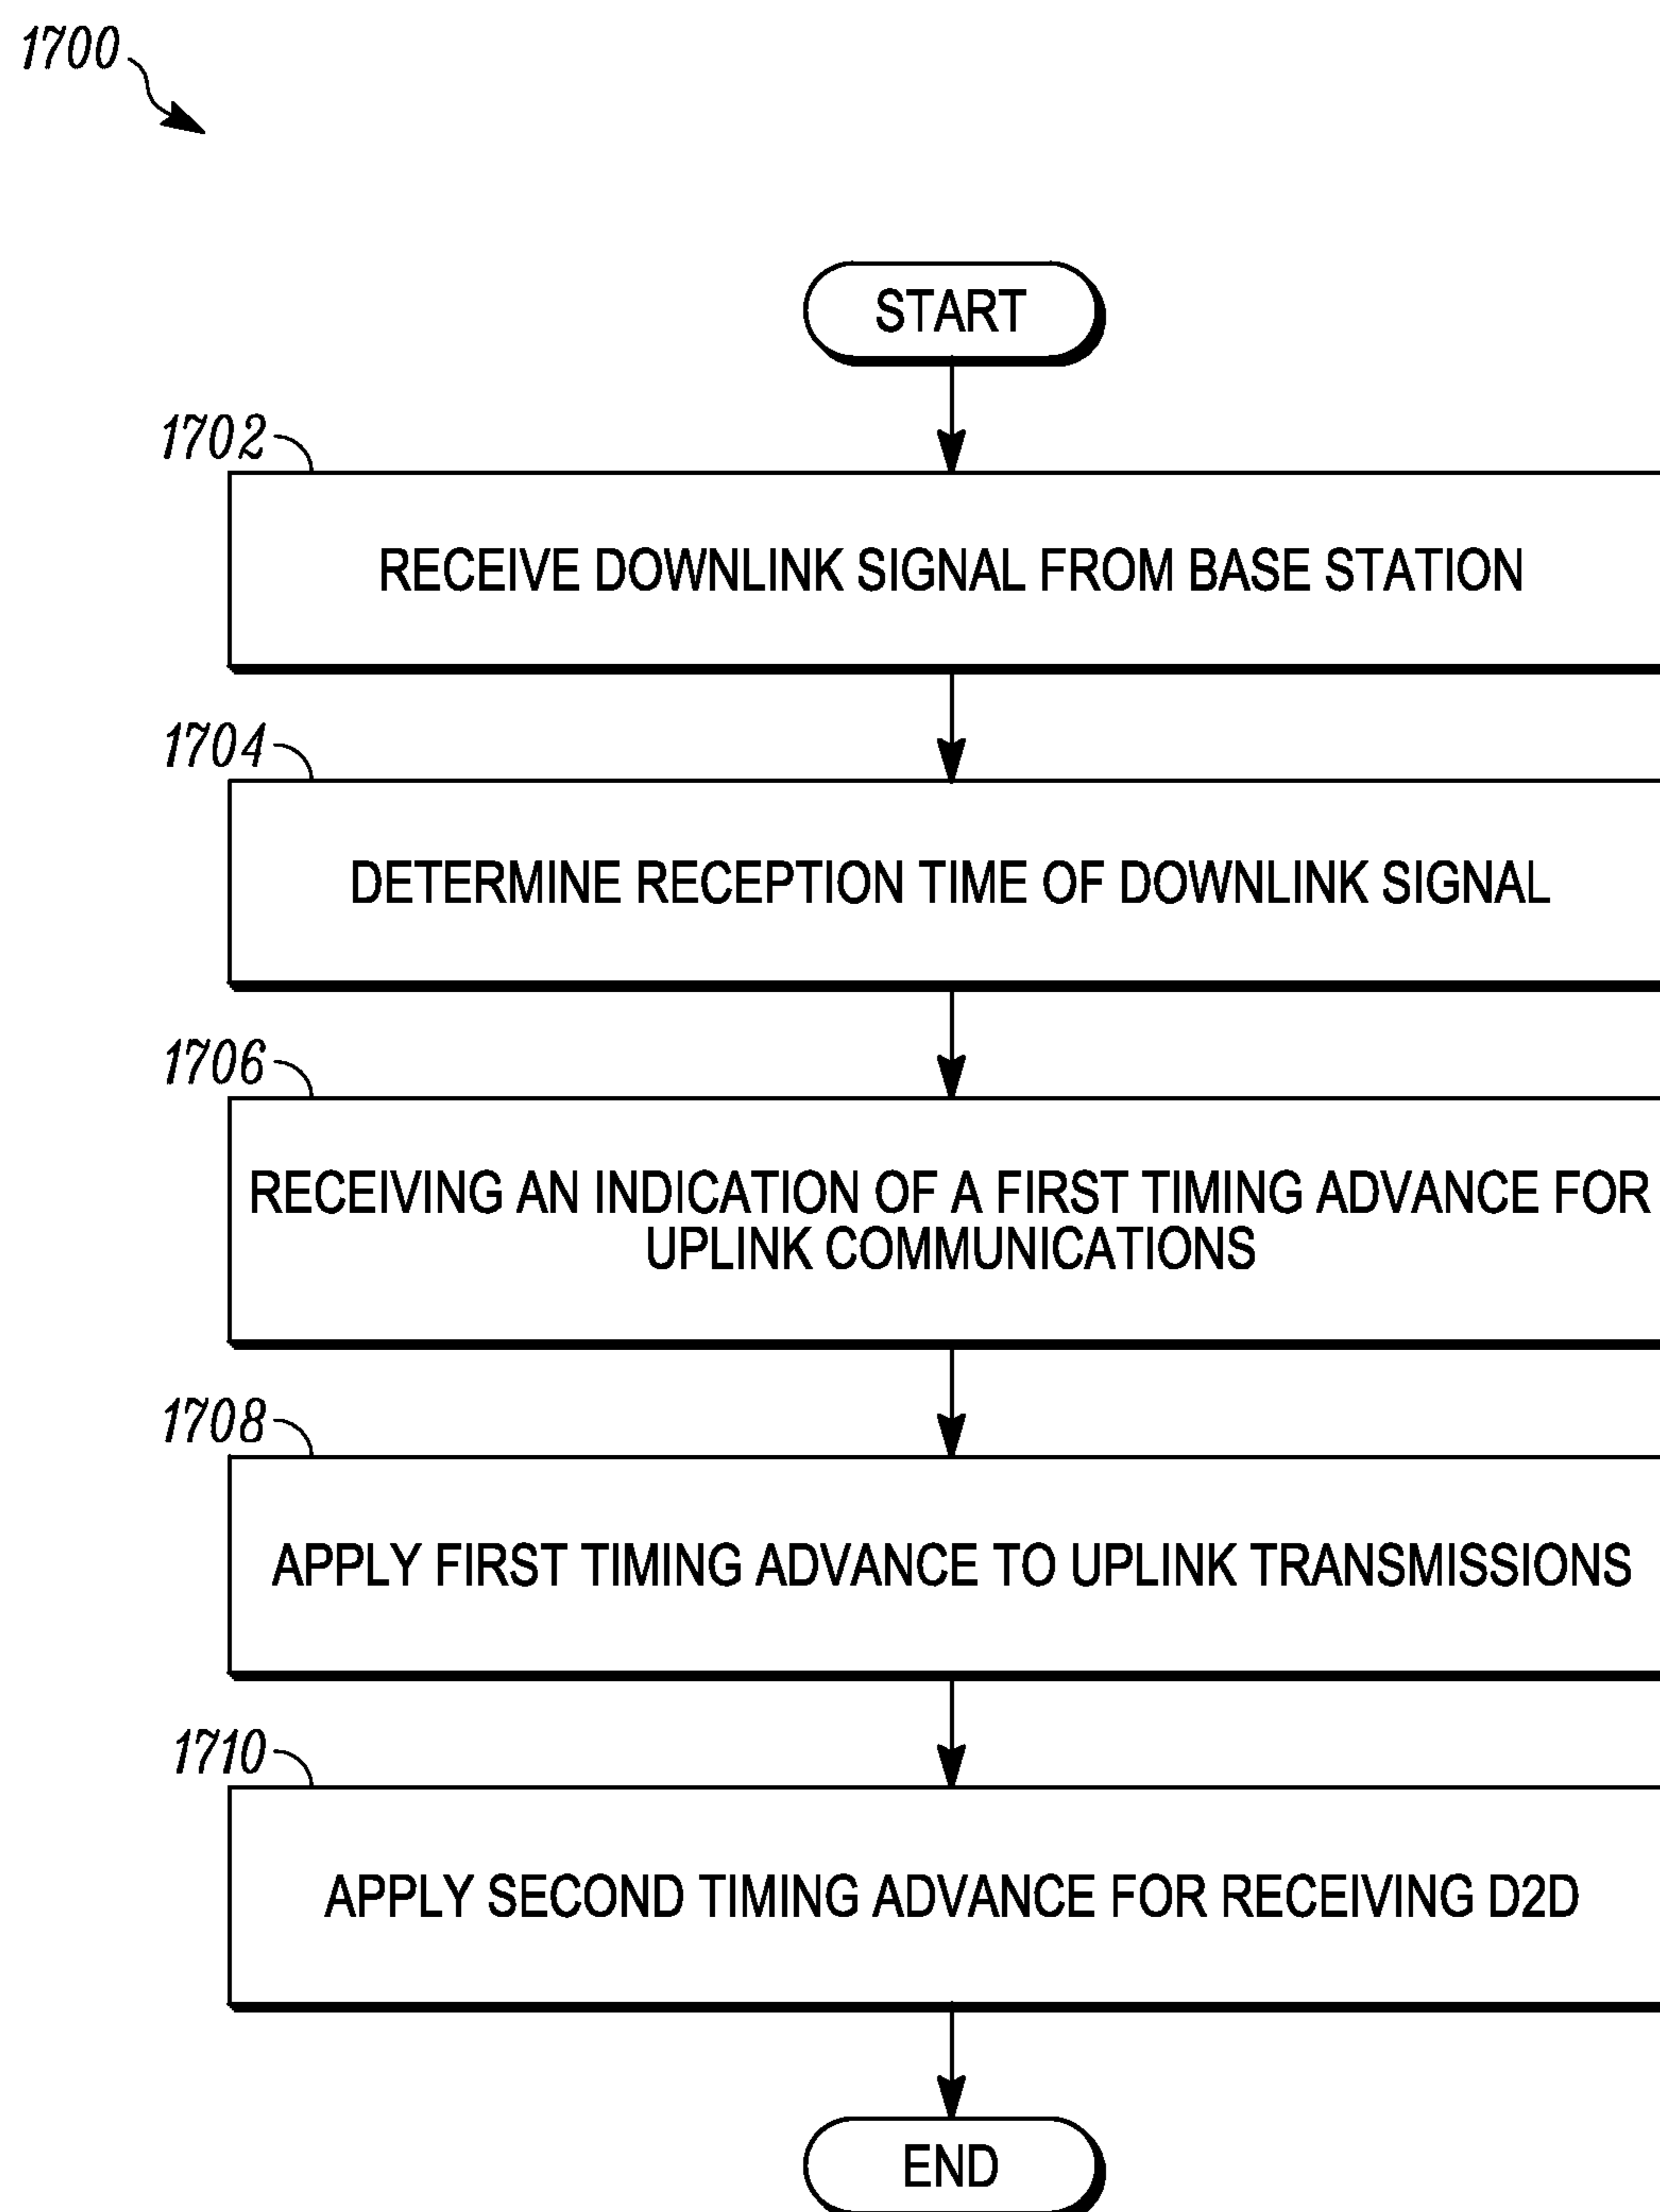 1700
START
1702
RECEIVE DOWNLINK SIGNAL FROM BASE STATION
1704
DETERMINE RECEPTION TIME OF DOWNLINK SIGNAL
1706
RECEIVING AN INDICATION OF A FIRST TIMING ADVANCE FOR
UPLINK COMMUNICATIONS
1708
APPLY FIRST TIMING ADVANCE TO UPLINK TRANSMISSIONS
1710
APPLY SECOND TIMING ADVANCE FOR RECEIVING D2D
END